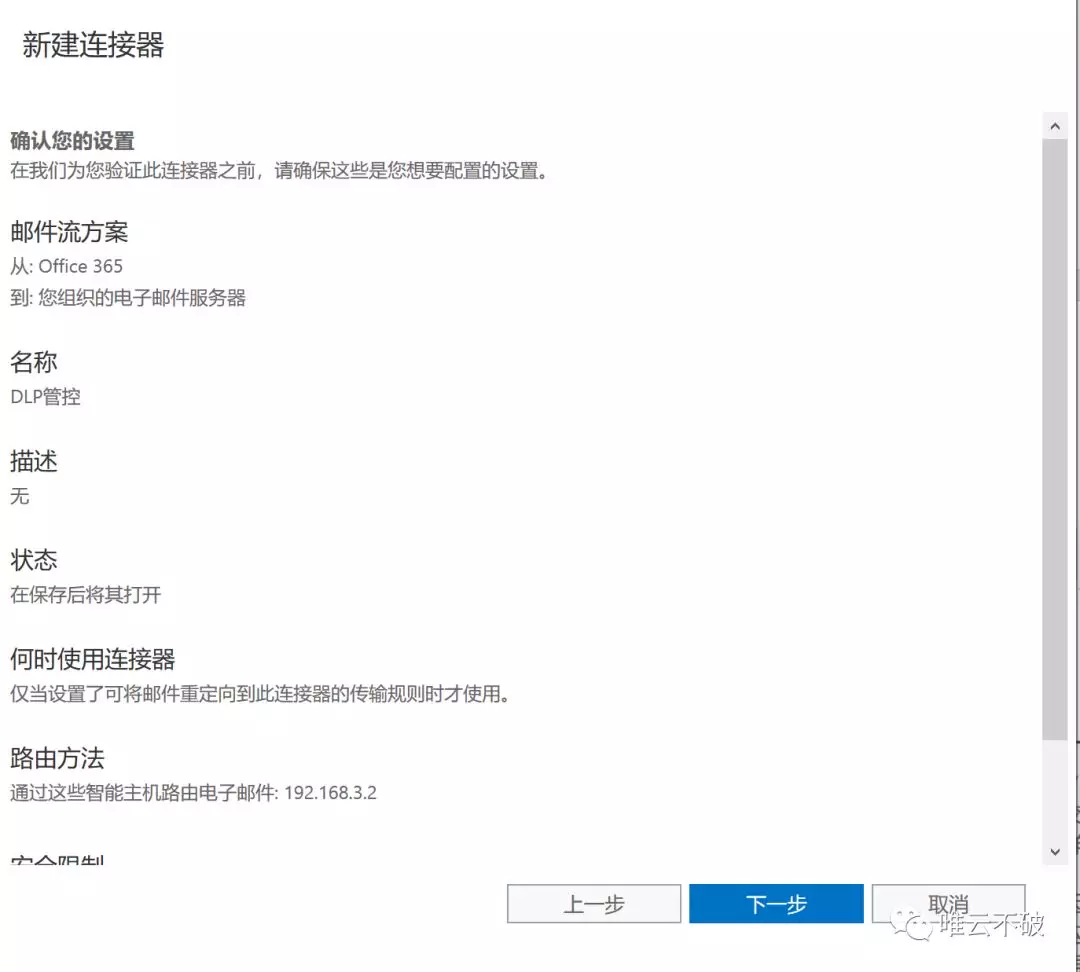 新建连接器
确认您的设置
在我们为您验证此连接器之前，请确保这些是您想要配置的设置。
邮件流方案
从: Office 365
到: 您组织的电子邮件服务器
名称
DLP管控
描述
无
状态
在保存后将其打开
何时使用连接器
仅当设置了可将邮件重定向到此连接器的传输规则时才使用。
路由方法
通过这些智能主机路由电子邮件: 192.168.3.2
安全限制
上一步
下一步
取消
唯云不破